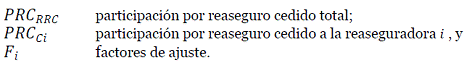 PRC_RRC participación por reaseguro cedido total;
PRC_Ci participación por reaseguro cedido a la reaseguradora i , y
F_i factores de ajuste.